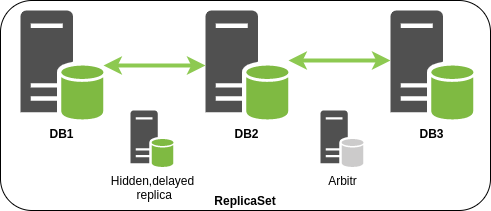 DB1
DB2
DB3
Hidden,delayed
replica
Arbitr
ReplicaSet